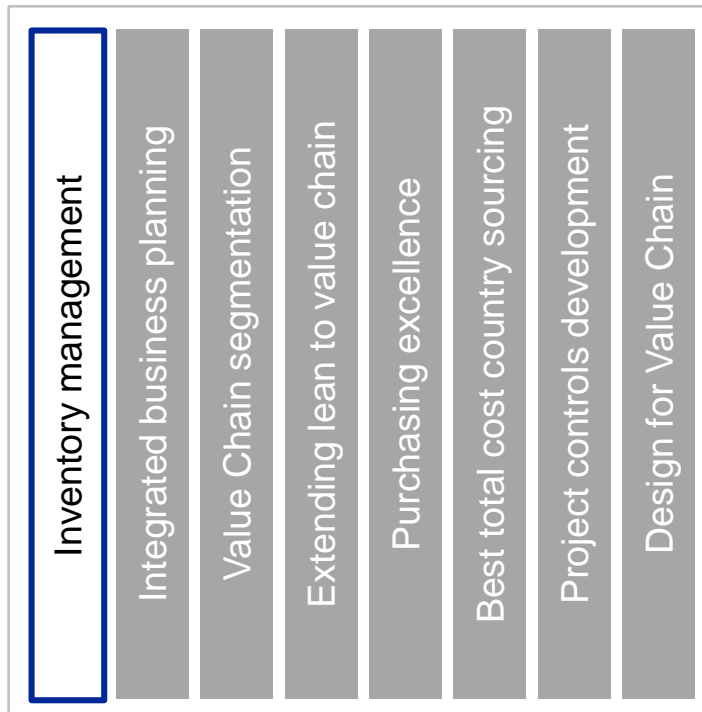 Inventory management
Integrated business planning
Value Chain segmentation
Extending lean to value chain
Purchasing excellence
Best total cost country sourcing
Project controls development
Design for Value Chain